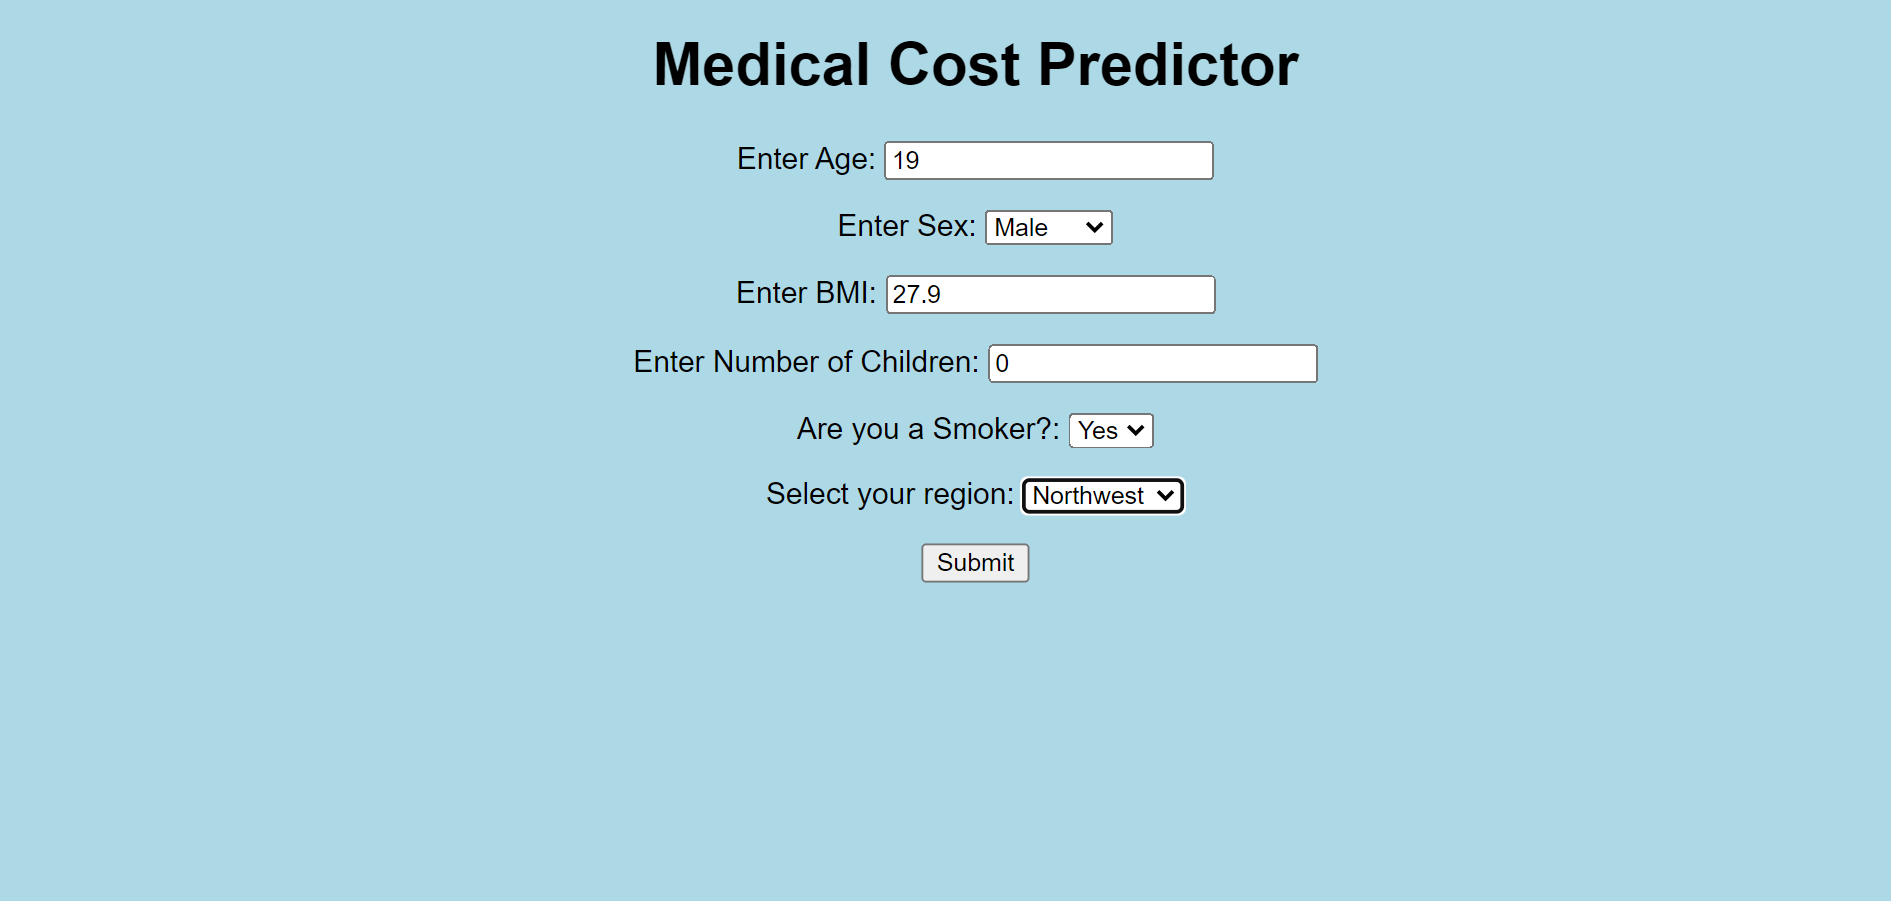 Medical Cost Predictor
Enter Age: 19
Enter Sex: Male
Enter BMI: 27.9
Enter Number of Children: 0
Are you a Smoker?: Yes
Select your region: Northwest
Submit